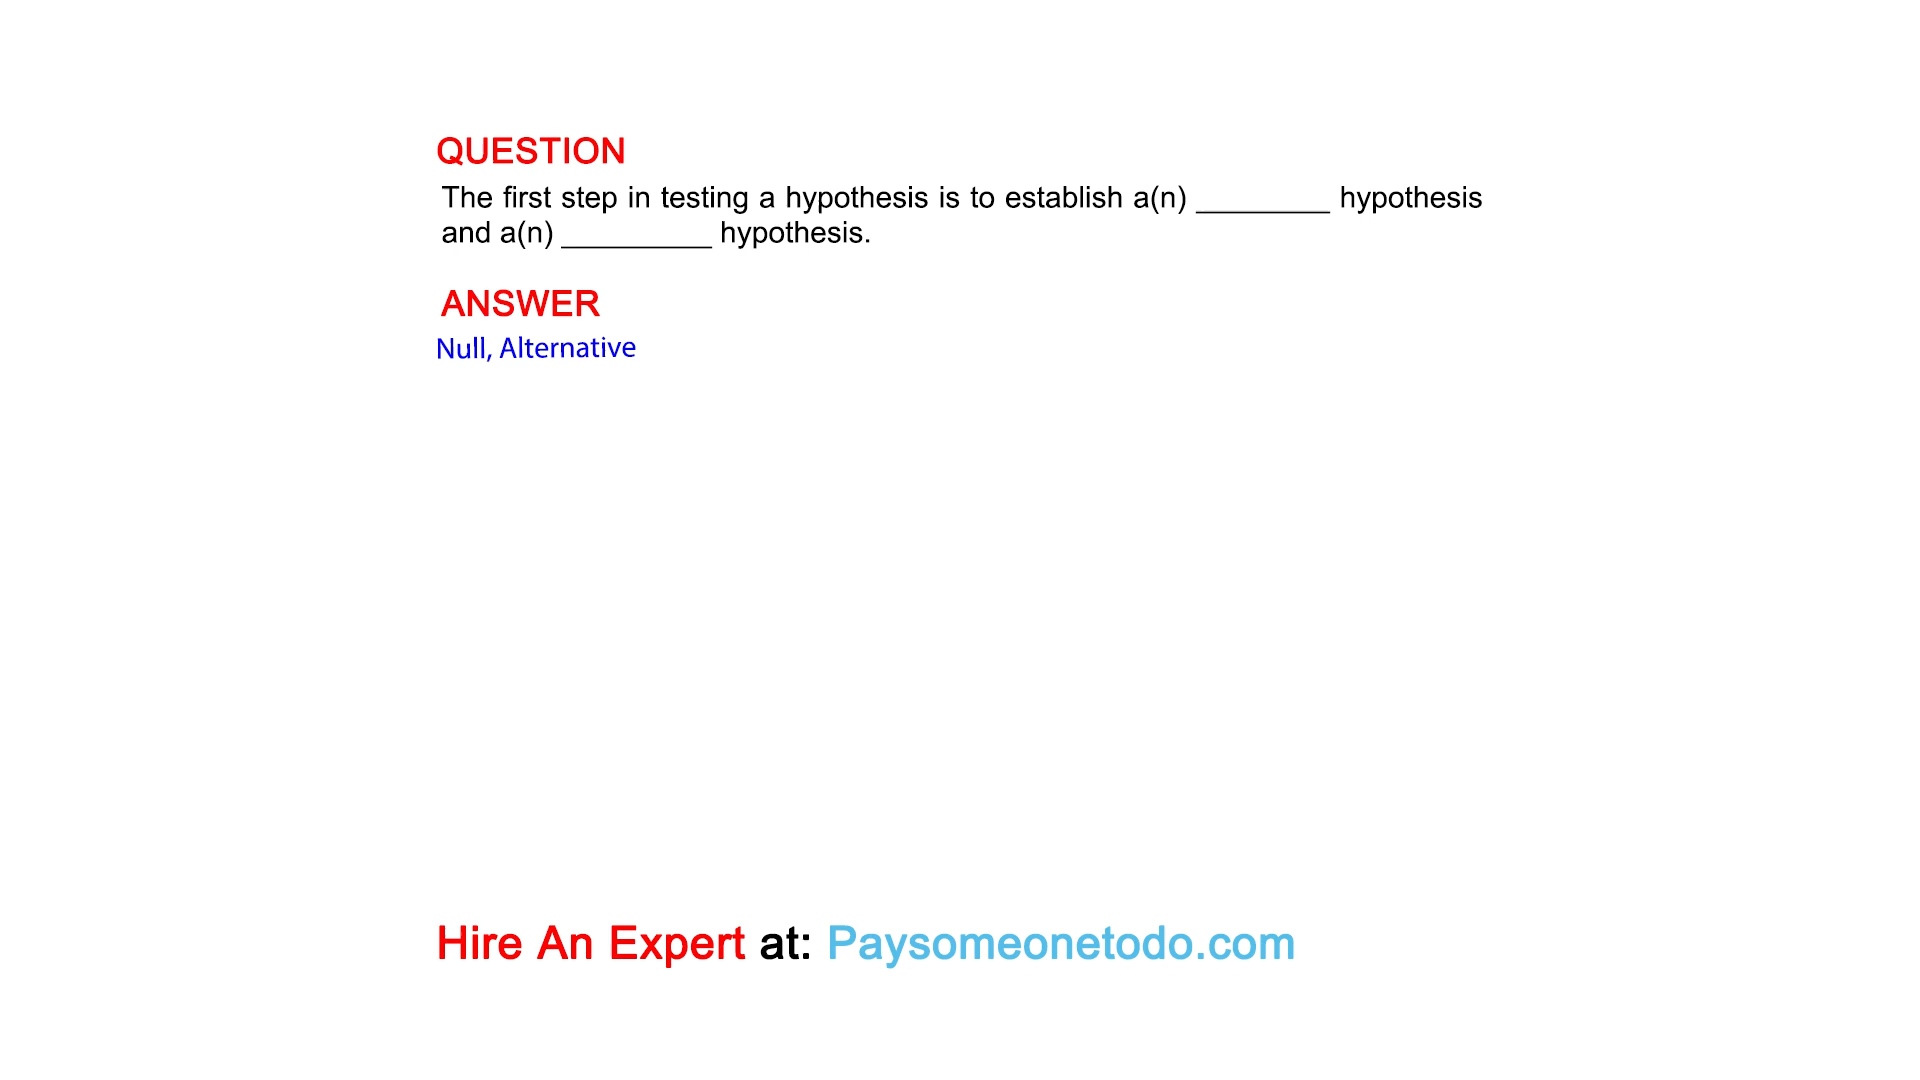 QUESTION
The first step in testing a hypothesis is to establish a(n) _________ hypothesis
and a(n) __________ hypothesis.
ANSWER
Null, Alternative
Hire An Expert at: Paysomeonetodo.com